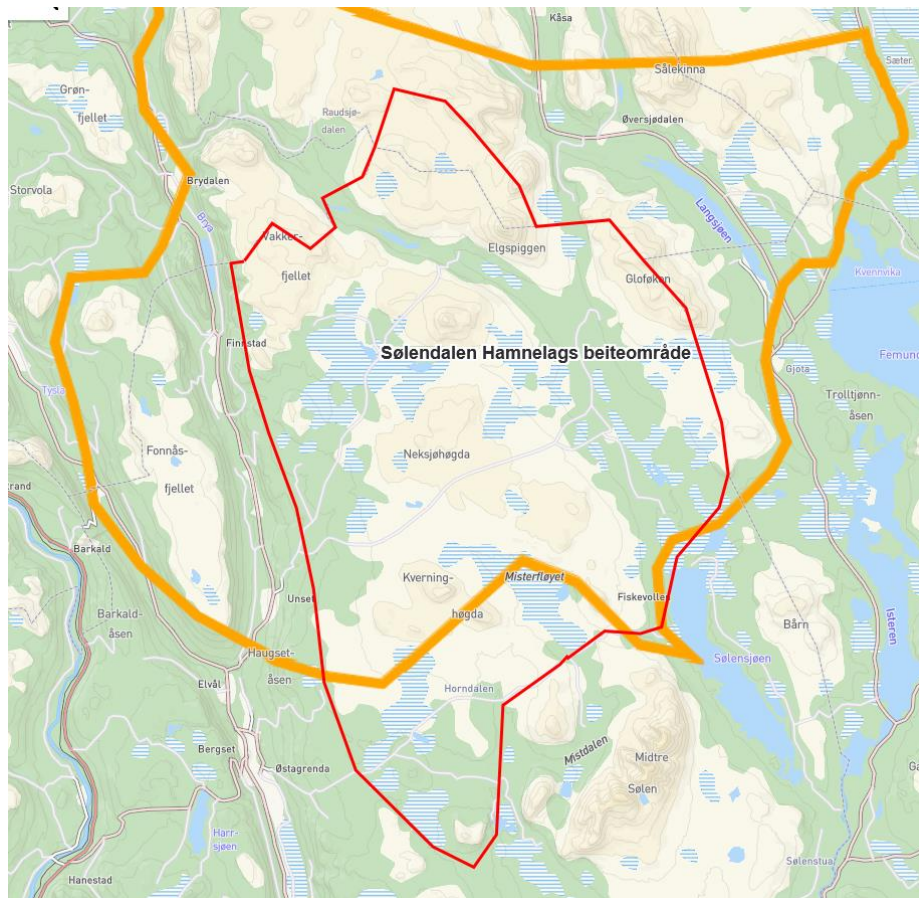 Kåsa
Sålekinna
Sæter
Grøn-
fjellet
Raudsjø-
dalen
Øversjødalen
Brydalen
Storvola
Brya
Langsjøen
Vakker-
fjellet
Elgspiggen
Gloføken
Kvennvika
Finnstad
Sølendalen Hamnelags beiteområde
Femund
Gjøta
Tysla
Trolltjønn-
åsen
Fonnås-
fjellet
Neksjøhøgda
Barkald
Kverning-
høgda
Misterfløyet
Unset
Fiskevollen
Barkald-
åsen
Bårn
Isteren
Haugset-
åsen
Sølensjøen
Elvål
Horndalen
Bergset
Østagrenda
Mistdalen
Midtre
Sølen
Harr-
sjøen
Sølenstua
Hanestad